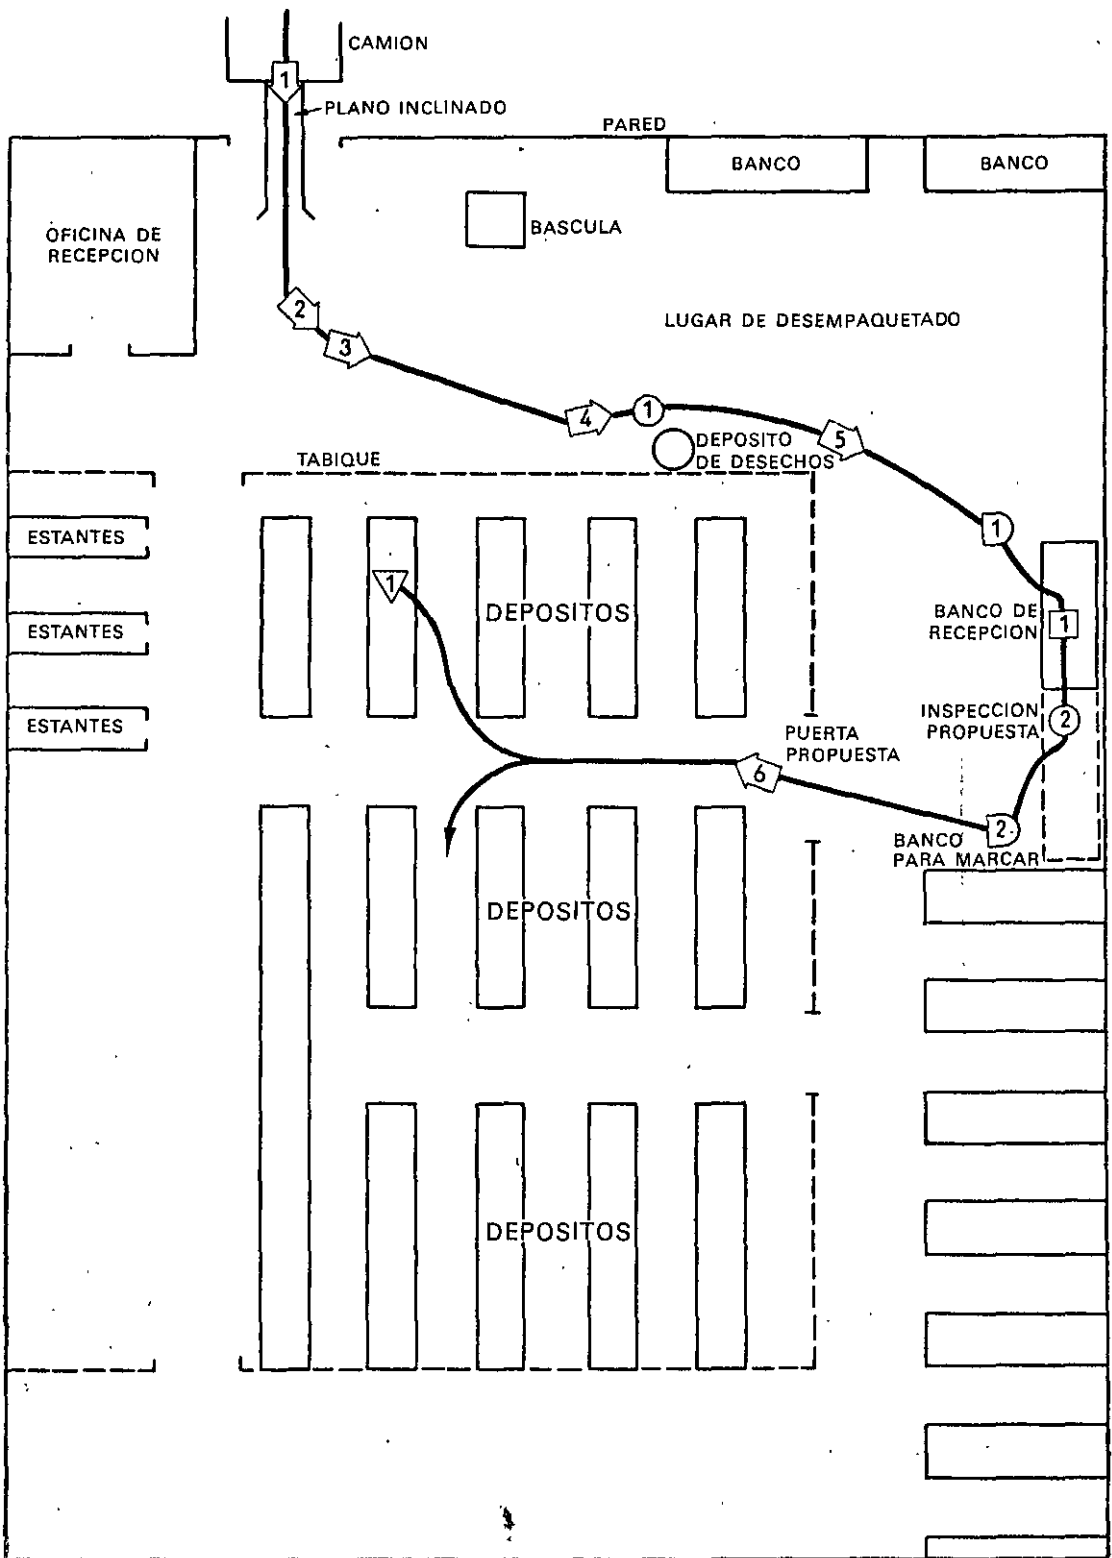 CAMION
1
PLANO INCLINADO
PARED
BANCO
BANCO
OFICINA DE
RECEPCION
BASCULA
2
3
LUGAR DE DESEMPAQUETADO
4
1
5
DEPOSITO
DE DESECHOS
TABIQUE
1
ESTANTES
1
DEPOSITOS
BANCO DE
RECEPCION
1
ESTANTES
INSPECCION
PROPUESTA
2
ESTANTES
PUERTA
PROPUESTA
6
2
BANCO
PARA MARCAR
DEPOSITOS
DEPOSITOS